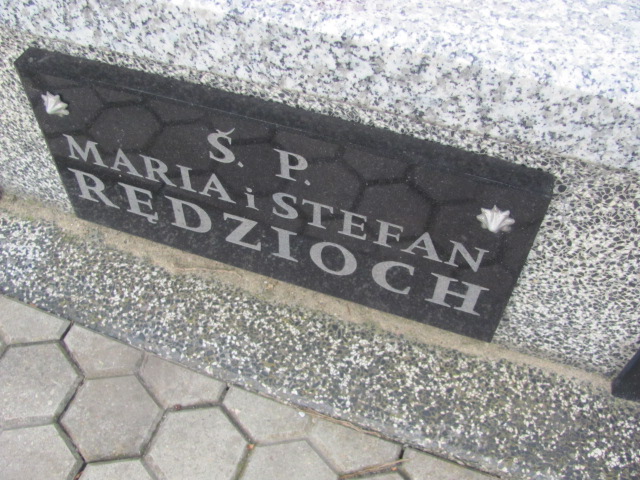 Š. P.
MARIA i STEFAN
RĘDZIOCH